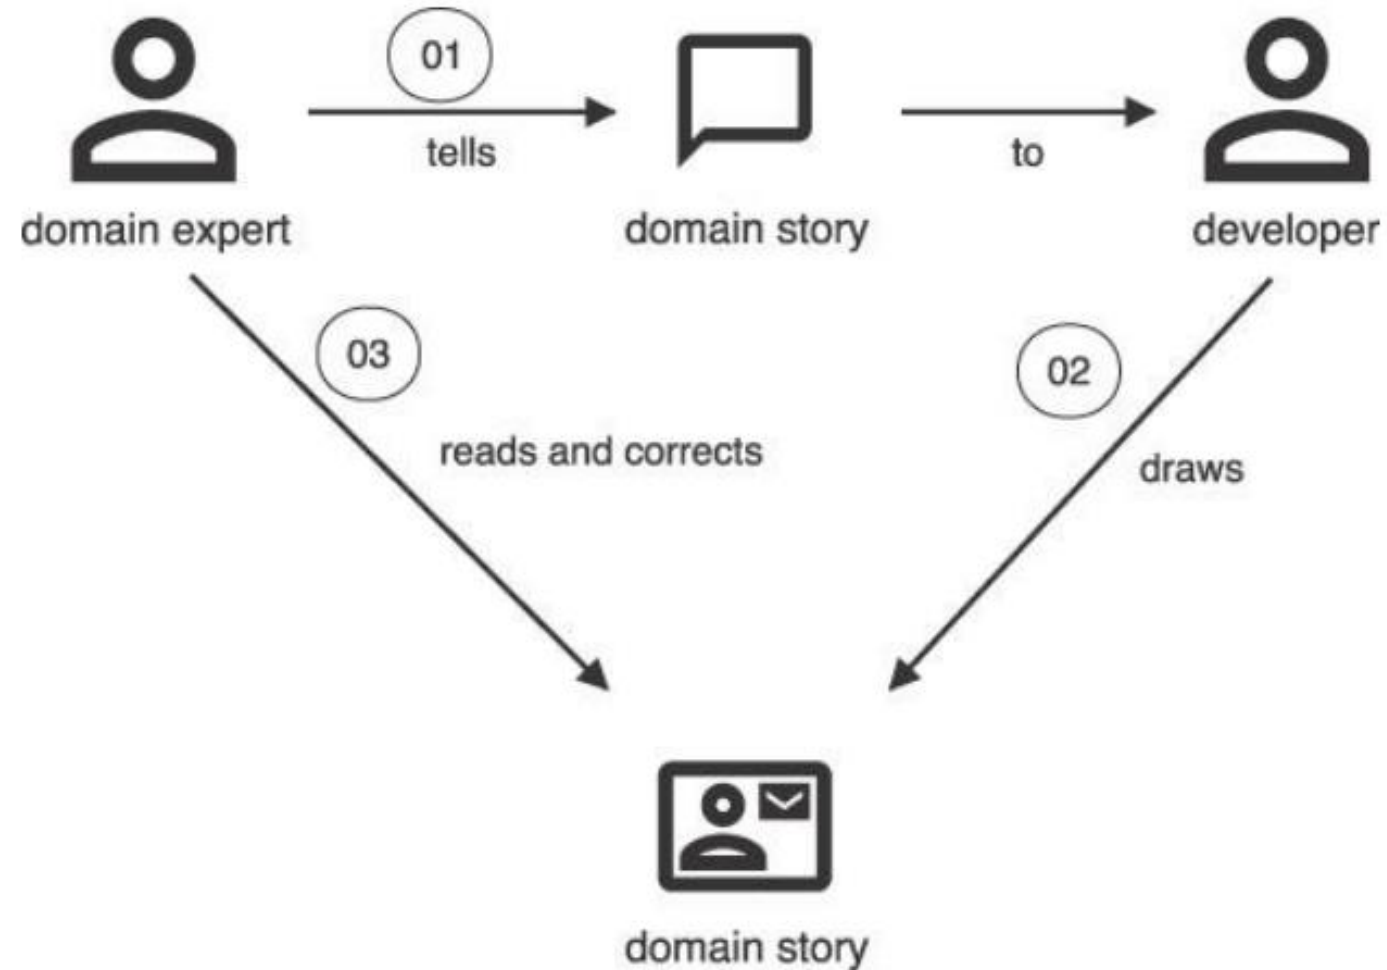 01
tells
to
domain expert
domain story
developer
03
02
reads and corrects
draws
domain story